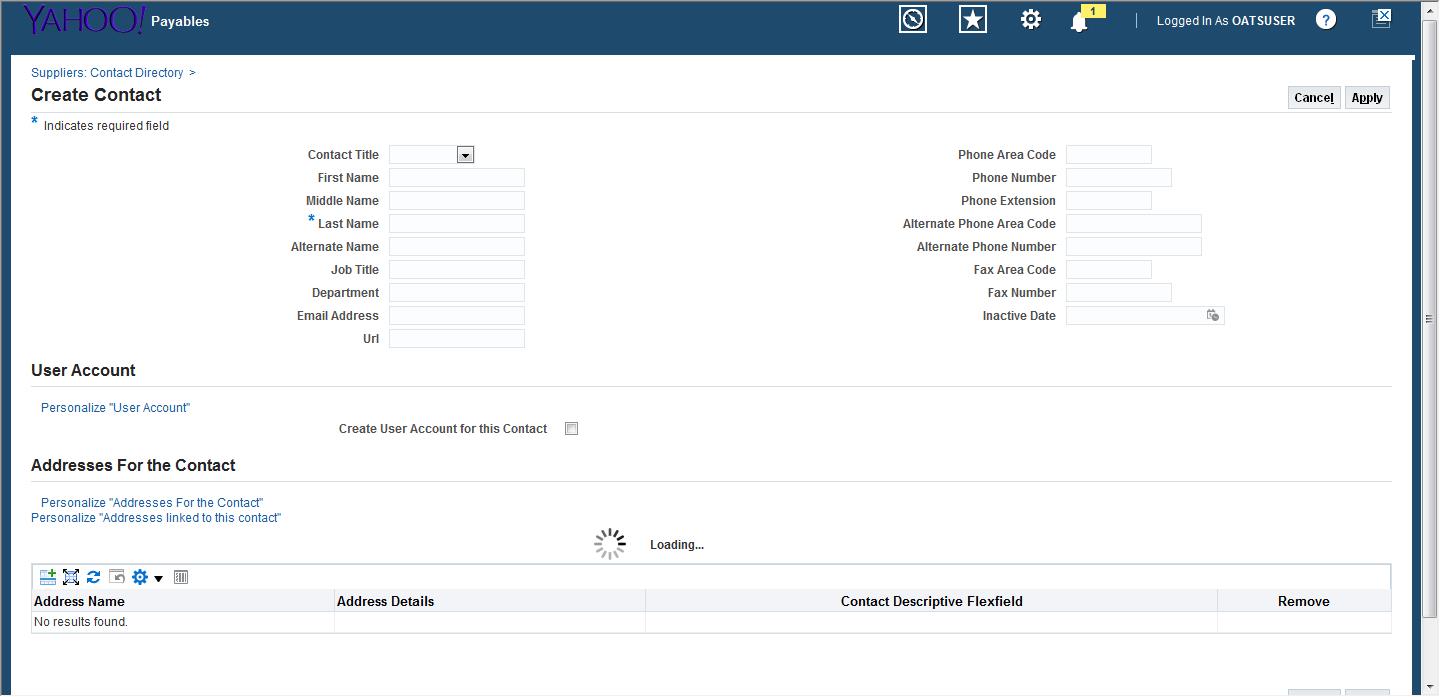 YAHOO! Payables
1
Logged In As OATSUSER
?
Suppliers: Contact Directory >
Create Contact
Cancel Apply
* Indicates required field
Contact Title
First Name
Middle Name
* Last Name
Alternate Name
Job Title
Department
Email Address
Url
Phone Area Code
Phone Number
Phone Extension
Alternate Phone Area Code
Alternate Phone Number
Fax Area Code
Fax Number
Inactive Date
User Account
Personalize "User Account"
Create User Account for this Contact
Addresses For the Contact
Personalize "Addresses For the Contact"
Personalize "Addresses linked to this contact"
Loading...
Address Name Address Details Contact Descriptive Flexfield Remove
No results found.